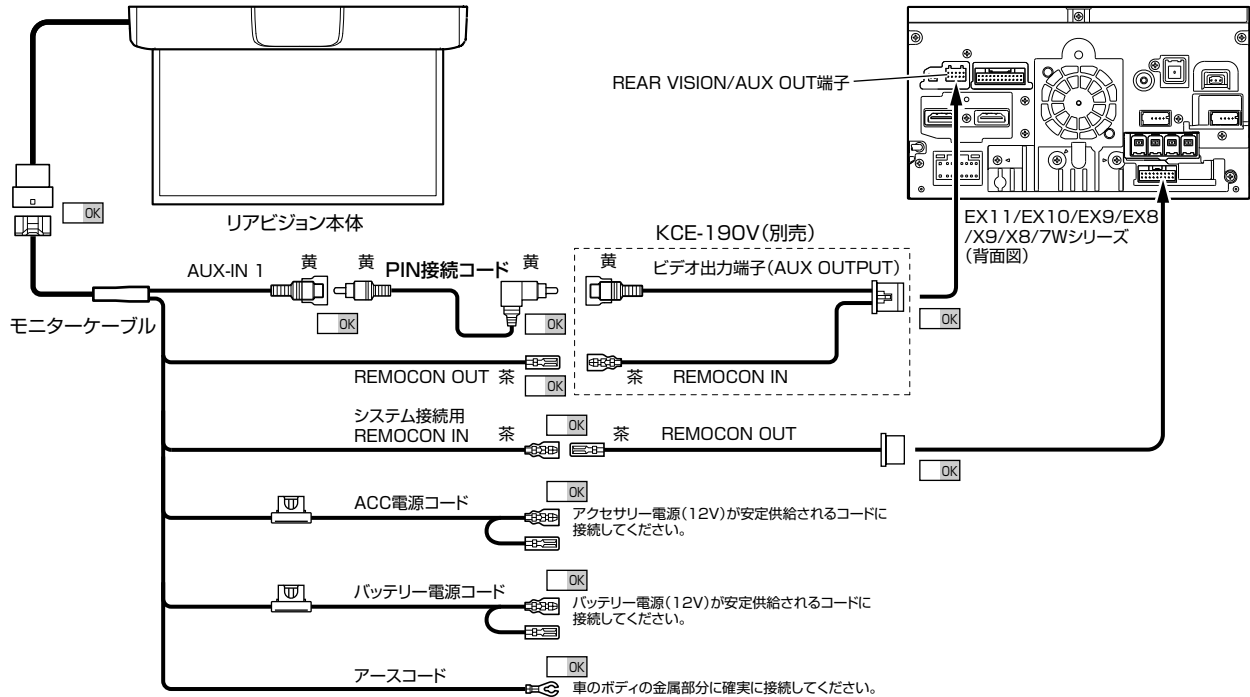 REAR VISION/AUX OUT端子
OK
リアビジョン本体
EX11/EX10/EX9/EX8
/X9/X8/7Wシリーズ
(背面図)
KCE-190V(別売)
AUX-IN 1
黄
黄
PIN接続コード
黄
黄
ビデオ出力端子(AUX OUTPUT)
モニターケーブル
OK
OK
OK
REMOCON OUT
茶
OK
茶
REMOCON IN
システム接続用
REMOCON IN
茶
OK
茶
REMOCON OUT
OK
ACC電源コード
OK
アクセサリー電源(12V)が安定供給されるコードに
接続してください。
バッテリー電源コード
OK
バッテリー電源(12V)が安定供給されるコードに
接続してください。
アースコード
OK
車のボディの金属部分に確実に接続してください。